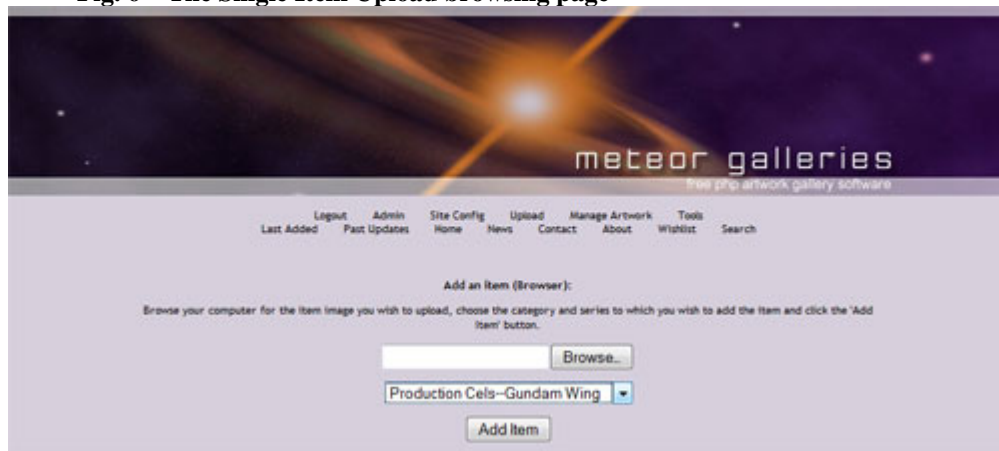 Fig. 6 – The Single Item Upload browsing page
meteor galleries
free php artwork gallery software
Logout Admin Site Config Upload Manage Artwork Tools
Last Added Past Updates Home News Contact About Wishlist Search
Add an Item (Browser):
Browse your computer for the item image you wish to upload, choose the category and series to which you wish to add the item and click the 'Add
Item' button.
Browse...
Production Cels--Gundam Wing
Add Item